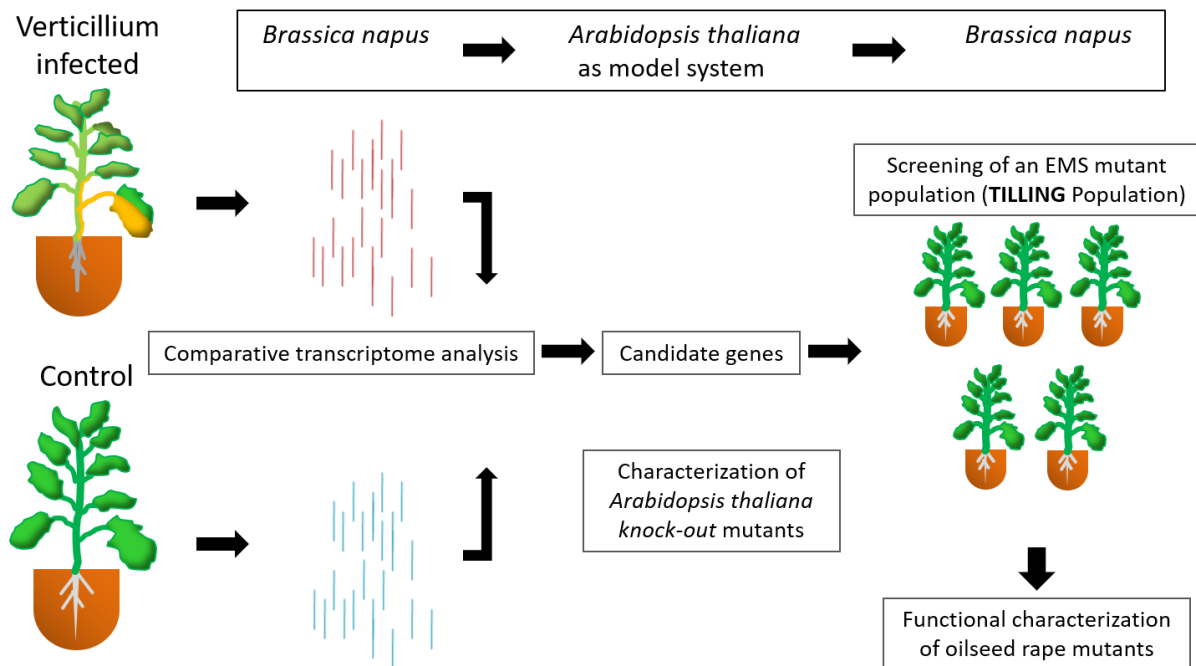 Verticillium
infected
Brassica napus
Arabidopsis thaliana
as model system
Brassica napus
Screening of an EMS mutant
population (TILLING Population)
Comparative transcriptome analysis
Candidate genes
Control
Characterization of
Arabidopsis thaliana
knock-out mutants
Functional characterization
of oilseed rape mutants